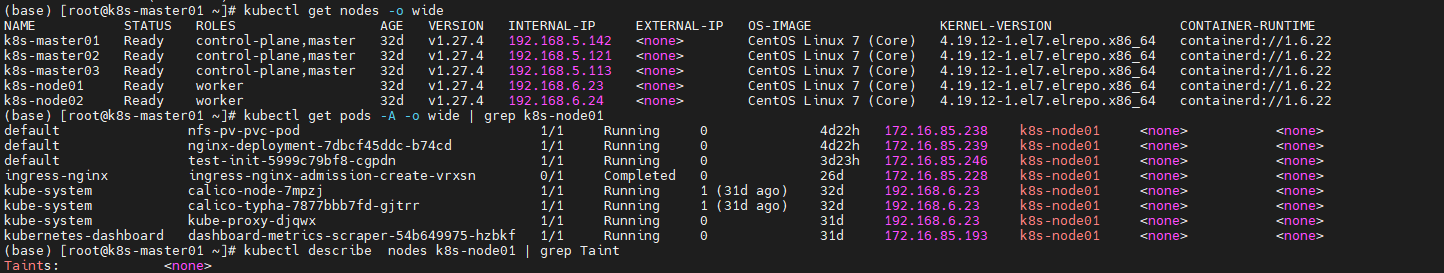 (base) [root@k8s-master01 ~]# kubectl get nodes -o wide
NAME STATUS ROLES AGE VERSION INTERNAL-IP EXTERNAL-IP OS-IMAGE KERNEL-VERSION CONTAINER-RUNTIME
k8s-master01 Ready control-plane,master 32d v1.27.4 192.168.5.142 <none> CentOS Linux 7 (Core) 4.19.12-1.el7.elrepo.x86_64 containerd://1.6.22
k8s-master02 Ready control-plane,master 32d v1.27.4 192.168.5.121 <none> CentOS Linux 7 (Core) 4.19.12-1.el7.elrepo.x86_64 containerd://1.6.22
k8s-master03 Ready control-plane,master 32d v1.27.4 192.168.5.113 <none> CentOS Linux 7 (Core) 4.19.12-1.el7.elrepo.x86_64 containerd://1.6.22
k8s-node01 Ready worker 32d v1.27.4 192.168.6.23 <none> CentOS Linux 7 (Core) 4.19.12-1.el7.elrepo.x86_64 containerd://1.6.22
k8s-node02 Ready worker 32d v1.27.4 192.168.6.24 <none> CentOS Linux 7 (Core) 4.19.12-1.el7.elrepo.x86_64 containerd://1.6.22
(base) [root@k8s-master01 ~]# kubectl get pods -A -o wide | grep k8s-node01
default nfs-pv-pvc-pod 1/1 Running 0 4d22h 172.16.85.238 k8s-node01 <none> <none>
default nginx-deployment-7dbcf45ddc-b74cd 1/1 Running 0 4d22h 172.16.85.239 k8s-node01 <none> <none>
default test-init-5999c79bf8-cgpdn 1/1 Running 0 3d23h 172.16.85.246 k8s-node01 <none> <none>
ingress-nginx ingress-nginx-admission-create-vrxsn 0/1 Completed 0 26d 172.16.85.228 k8s-node01 <none> <none>
kube-system calico-node-7mpzj 1/1 Running 1 (31d ago) 32d 192.168.6.23 k8s-node01 <none> <none>
kube-system calico-typha-7877bbb7fd-gjtrr 1/1 Running 1 (31d ago) 32d 192.168.6.23 k8s-node01 <none> <none>
kube-system kube-proxy-djqwx 1/1 Running 0 31d 192.168.6.23 k8s-node01 <none> <none>
kubernetes-dashboard dashboard-metrics-scraper-54b649975-hzbkf 1/1 Running 0 31d 172.16.85.193 k8s-node01 <none> <none>
(base) [root@k8s-master01 ~]# kubectl describe nodes k8s-node01 | grep Taint
Taints: <none>